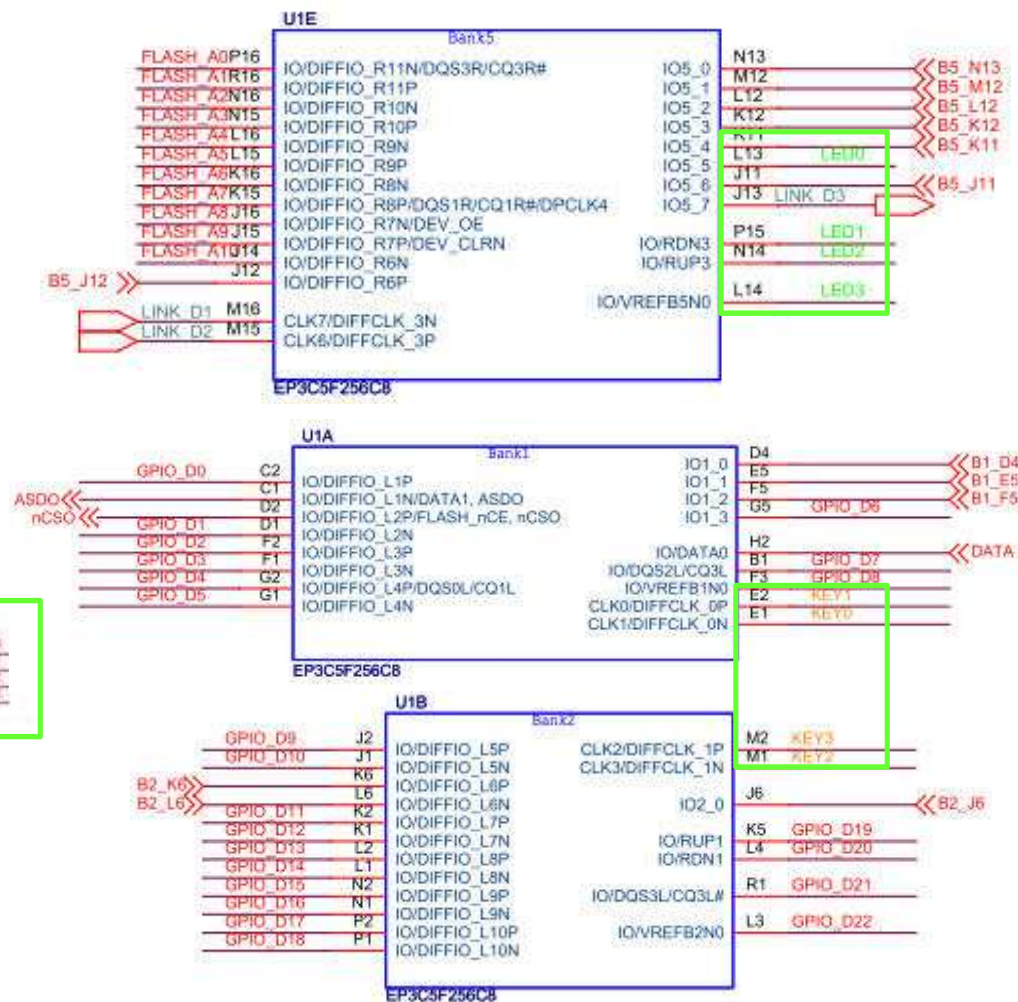 U1E
Bank5
FLASH_A0 P16 IO/DIFFIO_R11N/DQS3R/CQ3R# IO5_0 N13 B5_N13
FLASH_A1 R16 IO/DIFFIO_R11P IO5_1 M12 B5_M12
FLASH_A2 N16 IO/DIFFIO_R10N IO5_2 L12 B5_L12
FLASH_A3 N15 IO/DIFFIO_R10P IO5_3 K12 B5_K12
FLASH_A4 L16 IO/DIFFIO_R9N IO5_4 K11 B5_K11
FLASH_A5 L15 IO/DIFFIO_R9P IO5_5 L13 LED0
FLASH_A6 K16 IO/DIFFIO_R8N IO5_6 J11 B5_J11
FLASH_A7 K15 IO/DIFFIO_R8P/DQS1R/CQ1R#/DPCLK4 IO5_7 J13 LINK_D3
FLASH_A8 J16 IO/DIFFIO_R7N/DEV_OE
FLASH_A9 J15 IO/DIFFIO_R7P/DEV_CLRN IO/RDN3 P15 LED1
FLASH_A10 J14 IO/DIFFIO_R6N IO/RUP3 N14 LED2
B5_J12 J12 IO/DIFFIO_R6P
IO/VREFB5N0 L14 LED3
LINK_D1 M16 CLK7/DIFFCLK_3N
LINK_D2 M15 CLK6/DIFFCLK_3P
EP3C5F256C8
U1A
Bank1
GPIO_D0 C2 IO/DIFFIO_L1P IO1_0 D4 B1_D4
ASDO C1 IO/DIFFIO_L1N/DATA1, ASDO IO1_1 E5 B1_E5
nCSO D2 IO/DIFFIO_L2P/FLASH_nCE, nCSO IO1_2 F5 B1_F5
GPIO_D1 D1 IO/DIFFIO_L2N IO1_3 G5 GPIO_D6
GPIO_D2 F2 IO/DIFFIO_L3P IO/DATA0 H2 DATA
GPIO_D3 F1 IO/DIFFIO_L3N IO/DQS2L/CQ3L B1 GPIO_D7
GPIO_D4 G2 IO/DIFFIO_L4P/DQS0L/CQ1L IO/VREFB1N0 F3 GPIO_D8
GPIO_D5 G1 IO/DIFFIO_L4N CLK0/DIFFCLK_0P E2 KEY1
CLK1/DIFFCLK_0N E1 KEY0
EP3C5F256C8
U1B
Bank2
GPIO_D9 J2 IO/DIFFIO_L5P CLK2/DIFFCLK_1P M2 KEY3
GPIO_D10 J1 IO/DIFFIO_L5N CLK3/DIFFCLK_1N M1 KEY2
B2_K6 K6 IO/DIFFIO_L6P
B2_L6 L6 IO/DIFFIO_L6N IO2_0 J6 B2_J6
GPIO_D11 K2 IO/DIFFIO_L7P
GPIO_D12 K1 IO/DIFFIO_L7N IO/RUP1 K5 GPIO_D19
GPIO_D13 L2 IO/DIFFIO_L8P IO/RDN1 L4 GPIO_D20
GPIO_D14 L1 IO/DIFFIO_L8N
GPIO_D15 N2 IO/DIFFIO_L9P IO/DQS3L/CQ3L# R1 GPIO_D21
GPIO_D16 N1 IO/DIFFIO_L9N
GPIO_D17 P2 IO/DIFFIO_L10P IO/VREFB2N0 L3 GPIO_D22
GPIO_D18 P1 IO/DIFFIO_L10N
EP3C5F256C8